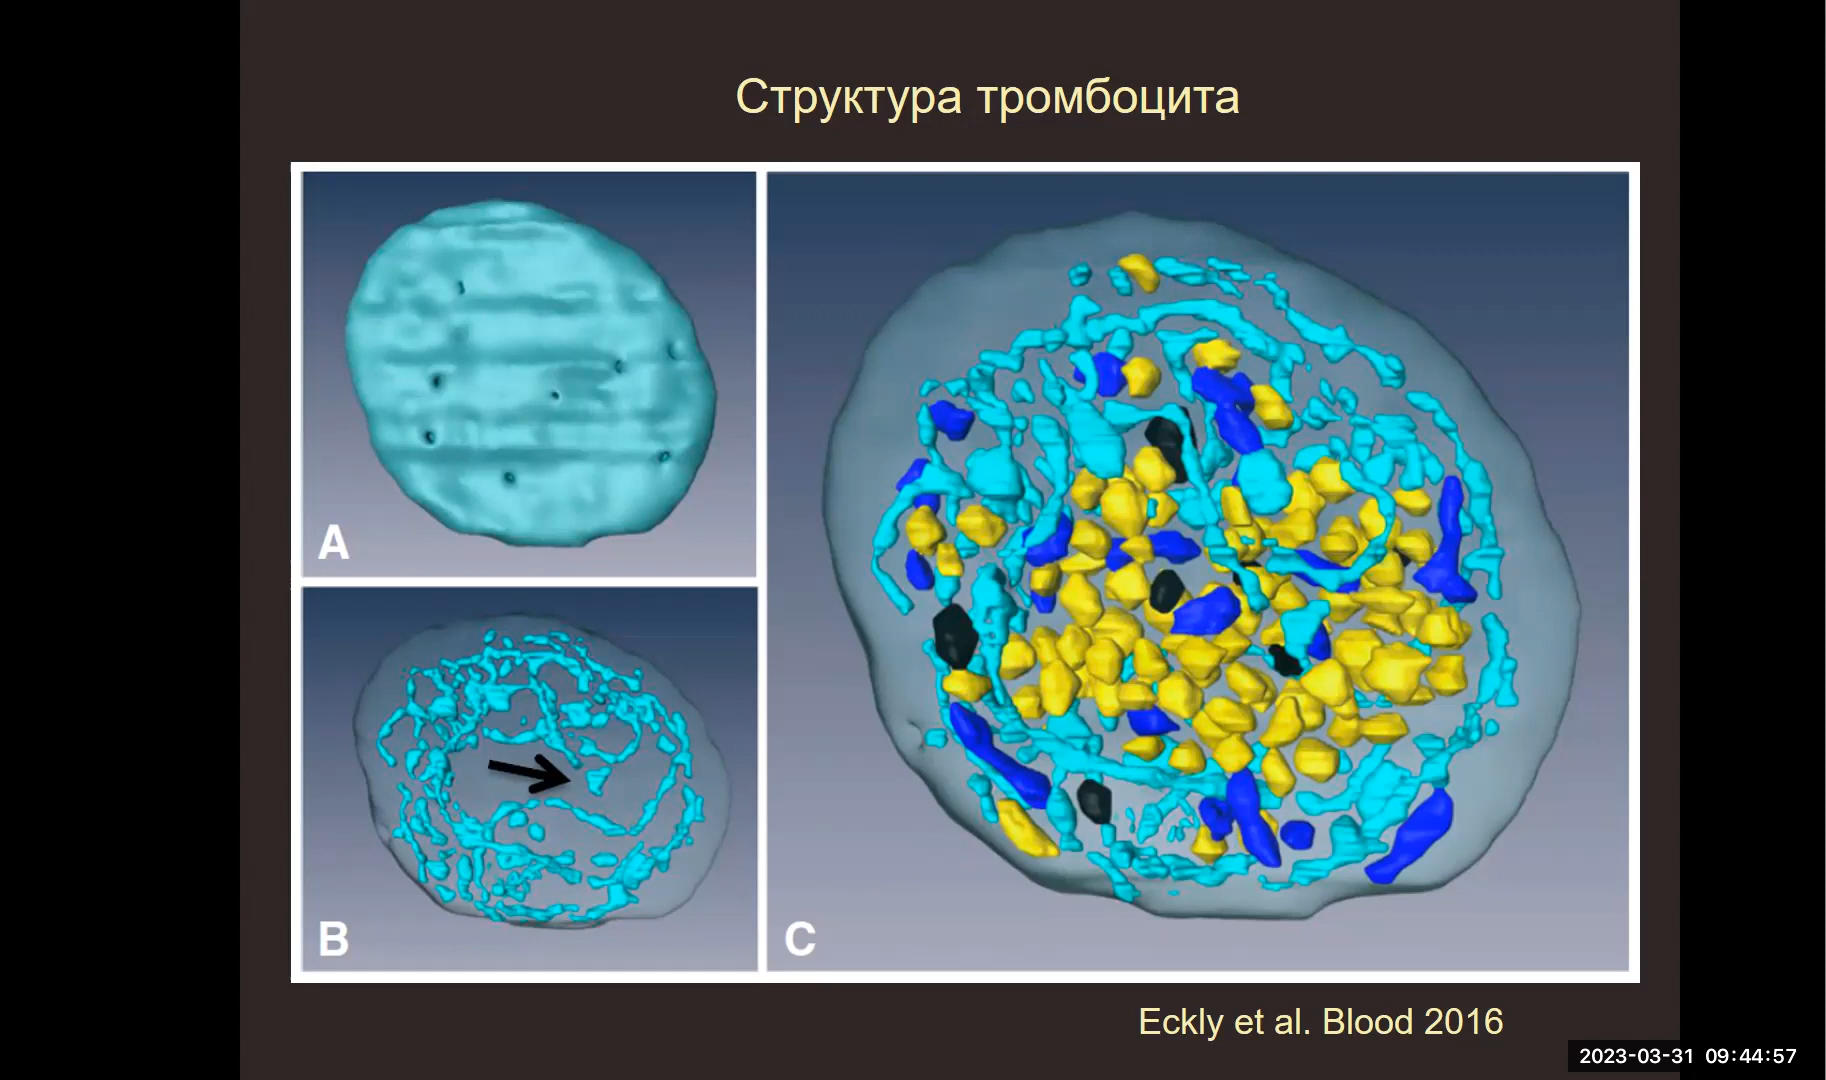 Структура тромбоцита
A
B
C
Eckly et al. Blood 2016
2023-03-31 09:44:57